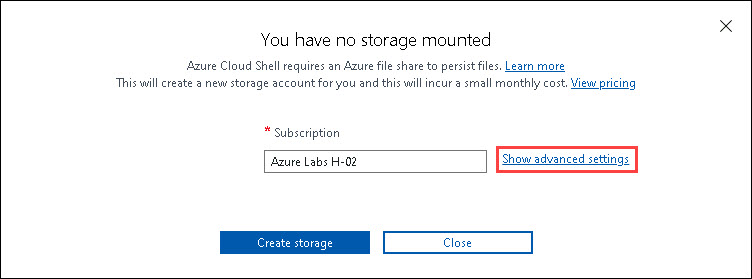 You have no storage mounted
Azure Cloud Shell requires an Azure file share to persist files. Learn more
This will create a new storage account for you and this will incur a small monthly cost. View pricing
* Subscription
Azure Labs H-02
Show advanced settings
Create storage
Close